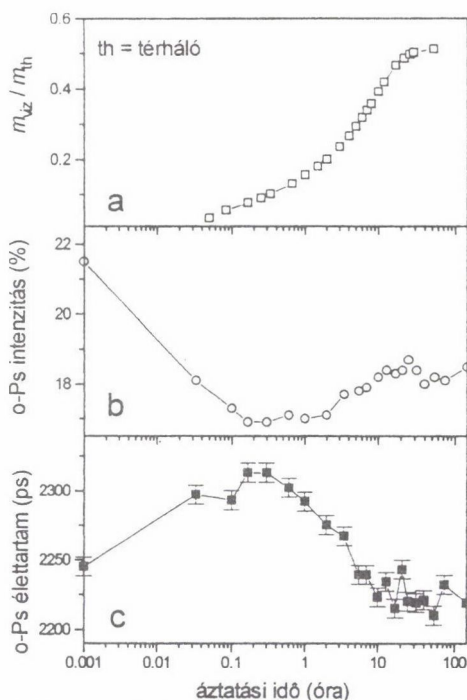 th = térháló
m_víz / m_th
0.6
0.4
0.2
a
o-Ps intenzitás (%)
22
20
18
b
o-Ps élettartam (ps)
2300
2250
2200
c
0.001
0.01
0.1
1
10
100
áztatási idő (óra)